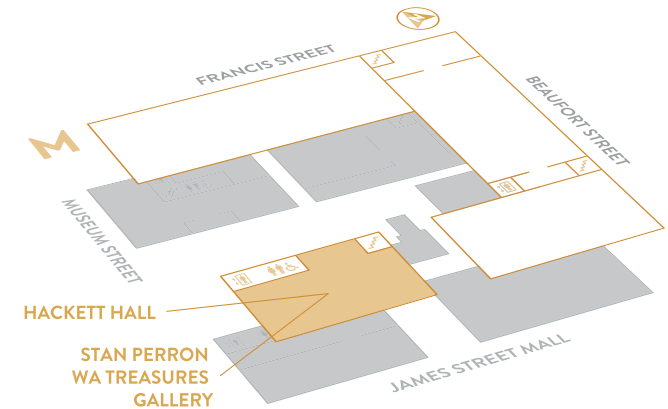 FRANCIS STREET
BEAUFORT STREET
M
MUSEUM STREET
HACKETT HALL
STAN PERRON
WA TREASURES
GALLERY
JAMES STREET MALL